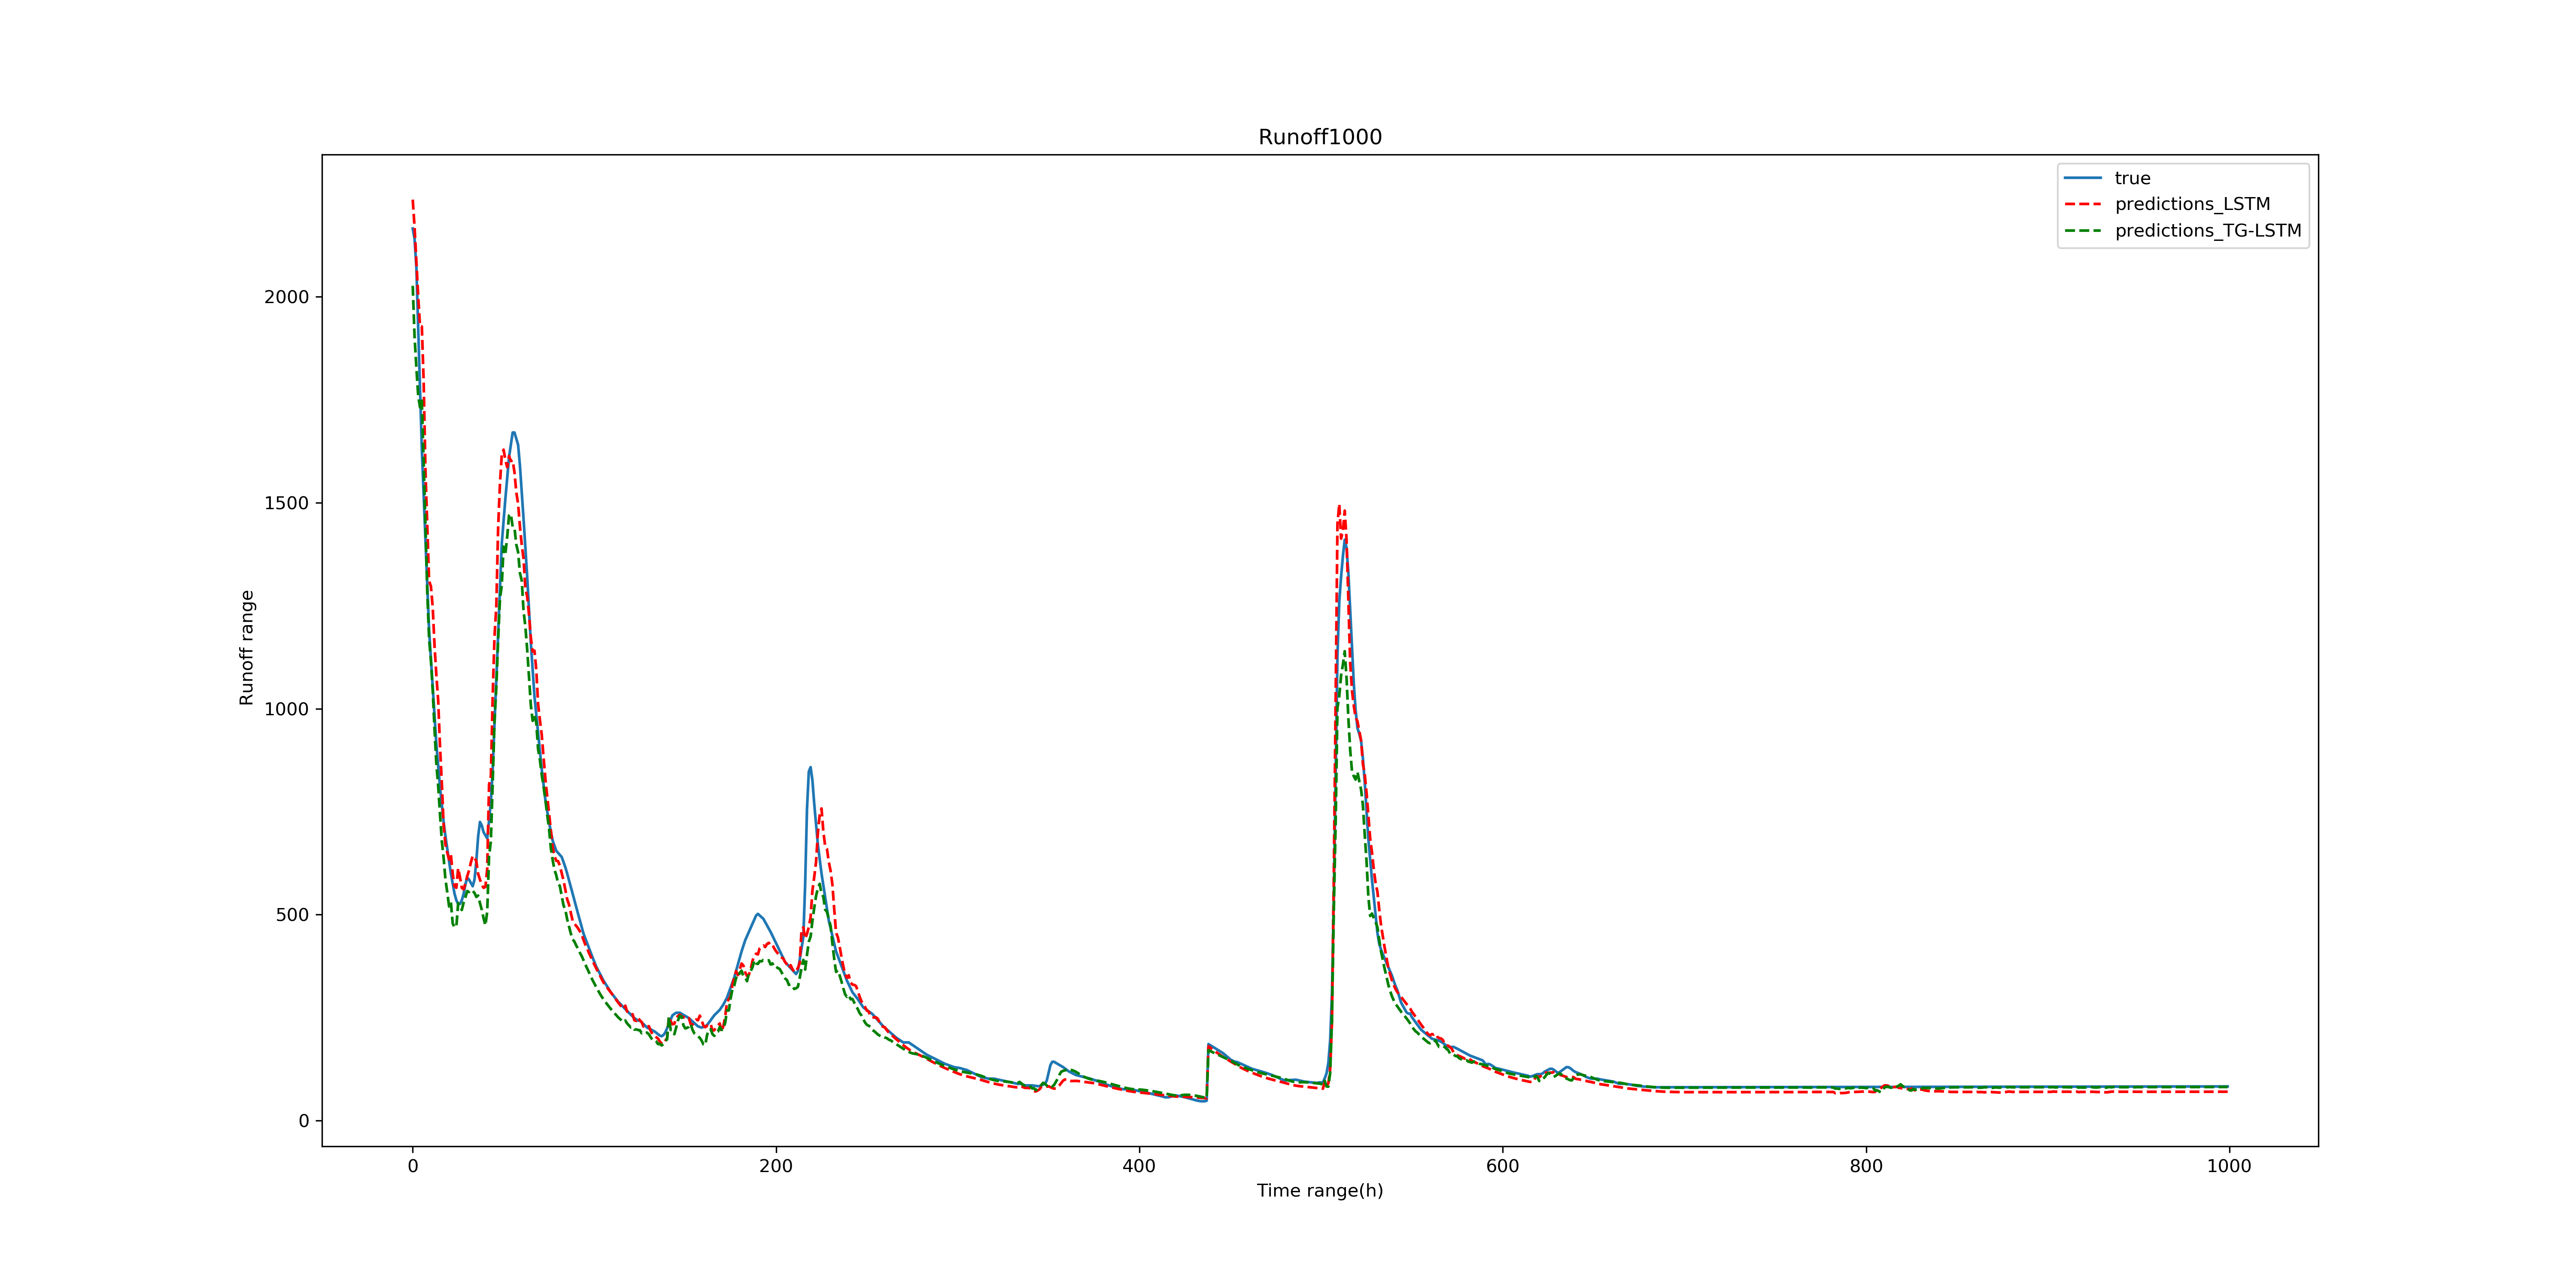 Runoff1000
true
predictions_LSTM
predictions_TG-LSTM
Runoff range
2000
1500
1000
500
0
0
200
400
600
800
1000
Time range(h)